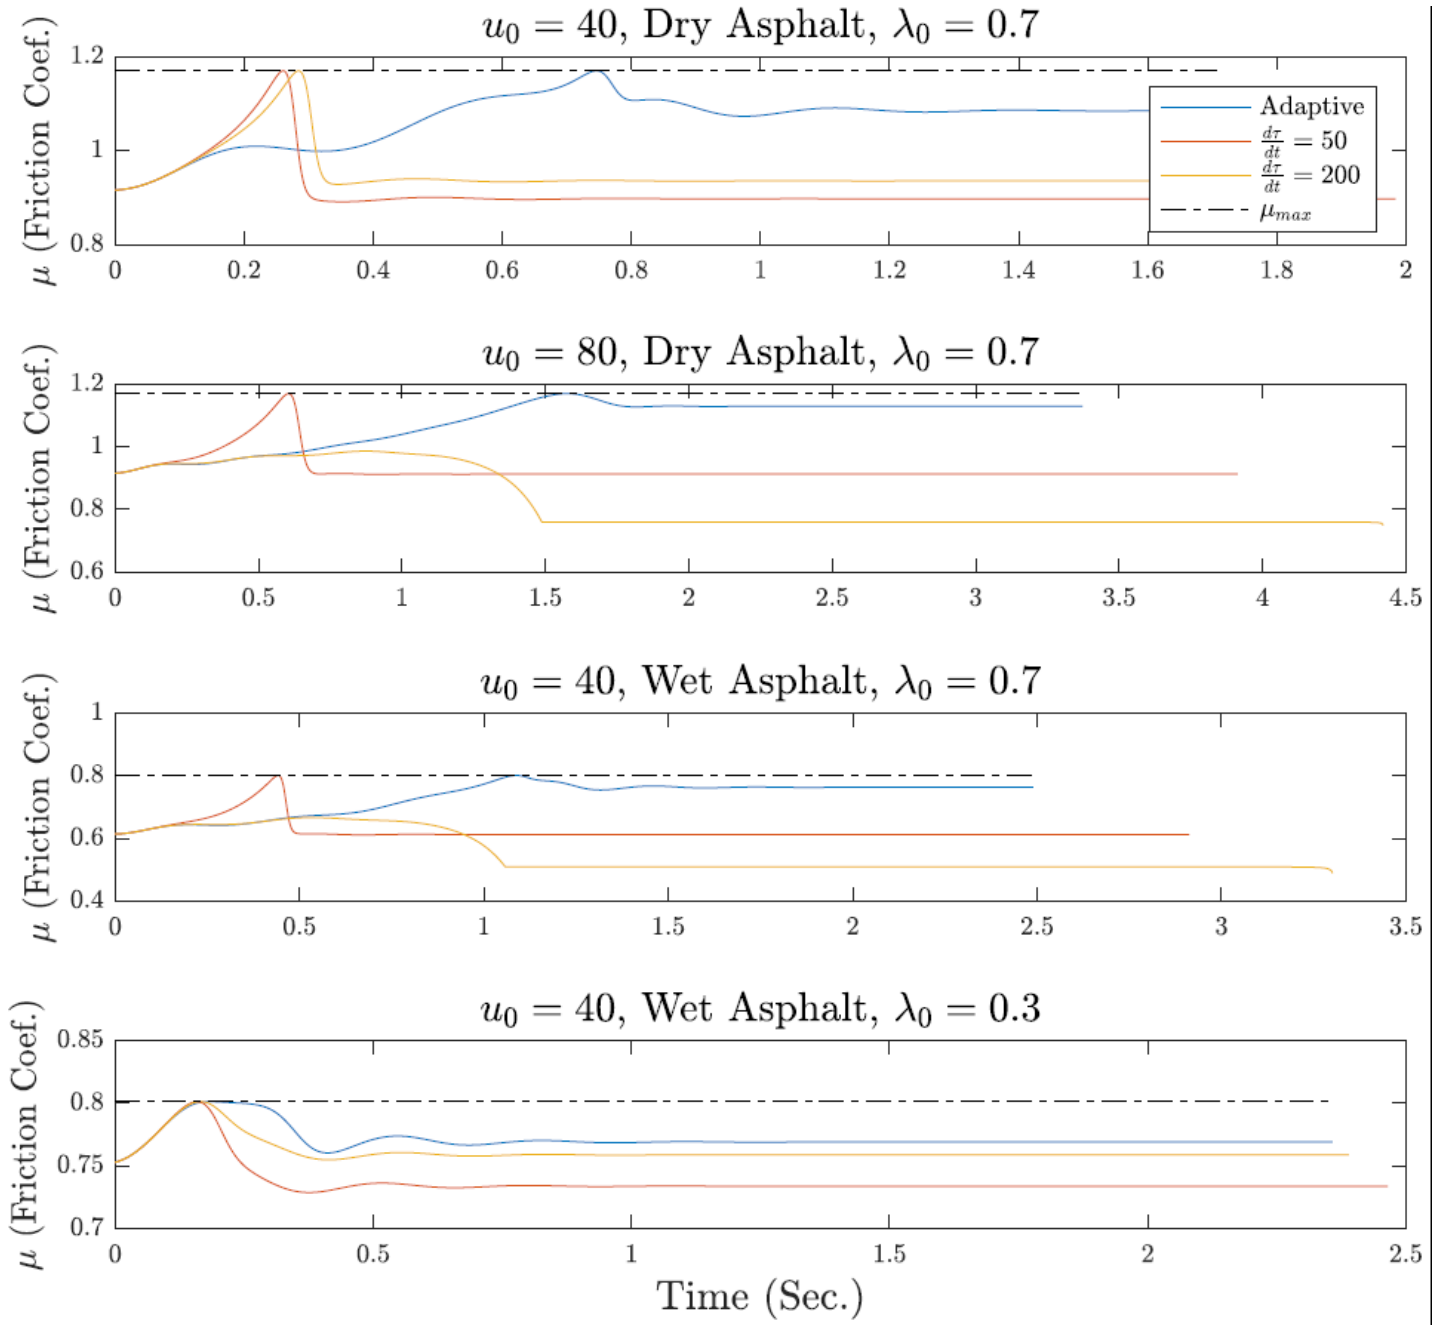 u₀ = 40, Dry Asphalt, λ₀ = 0.7
μ (Friction Coef.)
1.2
1
0.8
0 0.2 0.4 0.6 0.8 1 1.2 1.4 1.6 1.8 2
Adaptive
dτ/dt = 50
dτ/dt = 200
μmax
u₀ = 80, Dry Asphalt, λ₀ = 0.7
μ (Friction Coef.)
1.2
1
0.8
0.6
0 0.5 1 1.5 2 2.5 3 3.5 4 4.5
u₀ = 40, Wet Asphalt, λ₀ = 0.7
μ (Friction Coef.)
1
0.8
0.6
0.4
0 0.5 1 1.5 2 2.5 3 3.5
u₀ = 40, Wet Asphalt, λ₀ = 0.3
μ (Friction Coef.)
0.85
0.8
0.75
0.7
0 0.5 1 1.5 2 2.5
Time (Sec.)